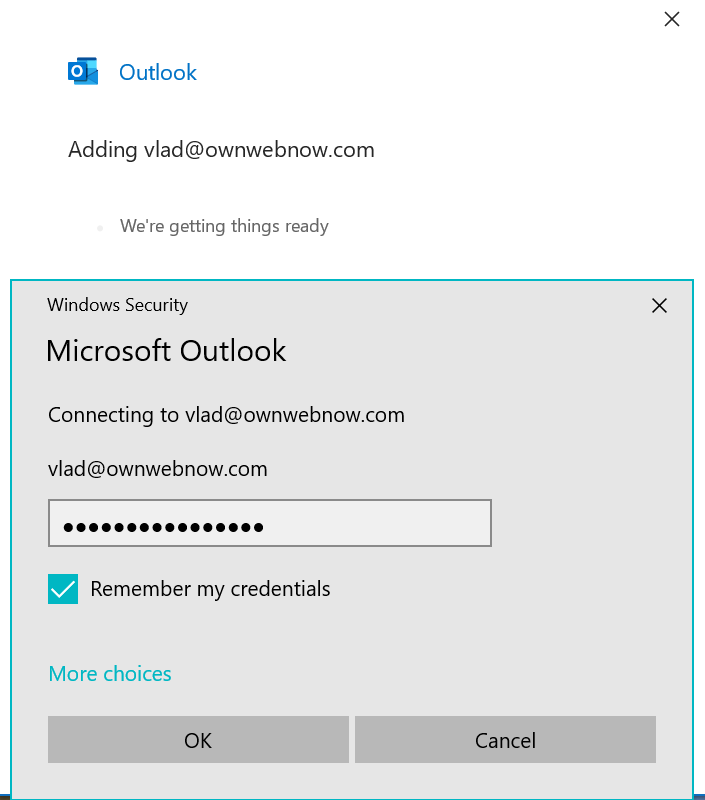 Outlook
Adding vlad@ownwebnow.com
We're getting things ready
Windows Security
Microsoft Outlook
Connecting to vlad@ownwebnow.com
vlad@ownwebnow.com
●●●●●●●●●●●●●●●●
Remember my credentials
More choices
OK Cancel